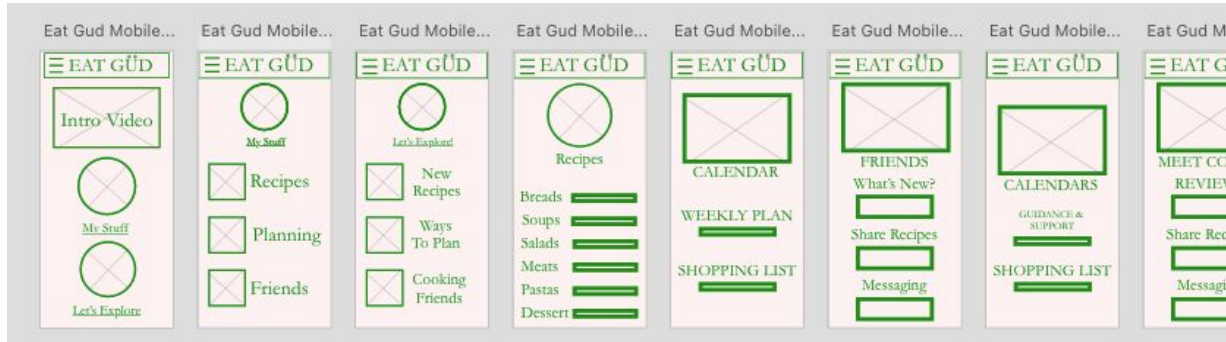 Eat Gud Mobile...
EAT GÜD
Intro Video
My Stuff
Let's Explore
Eat Gud Mobile...
EAT GÜD
My Stuff
Recipes
Planning
Friends
Eat Gud Mobile...
EAT GÜD
Let's Explore!
New
Recipes
Ways
To Plan
Cooking
Friends
Eat Gud Mobile...
EAT GÜD
Recipes
Breads
Soups
Salads
Meats
Pastas
Dessert
Eat Gud Mobile...
EAT GÜD
CALENDAR
WEEKLY PLAN
SHOPPING LIST
Eat Gud Mobile...
EAT GÜD
FRIENDS
What's New?
Share Recipes
Messaging
Eat Gud Mobile...
EAT GÜD
CALENDARS
GUIDANCE &
SUPPORT
SHOPPING LIST
Eat Gud M
EAT G
MEET CO
REVIEW
Share Rec
Messagi